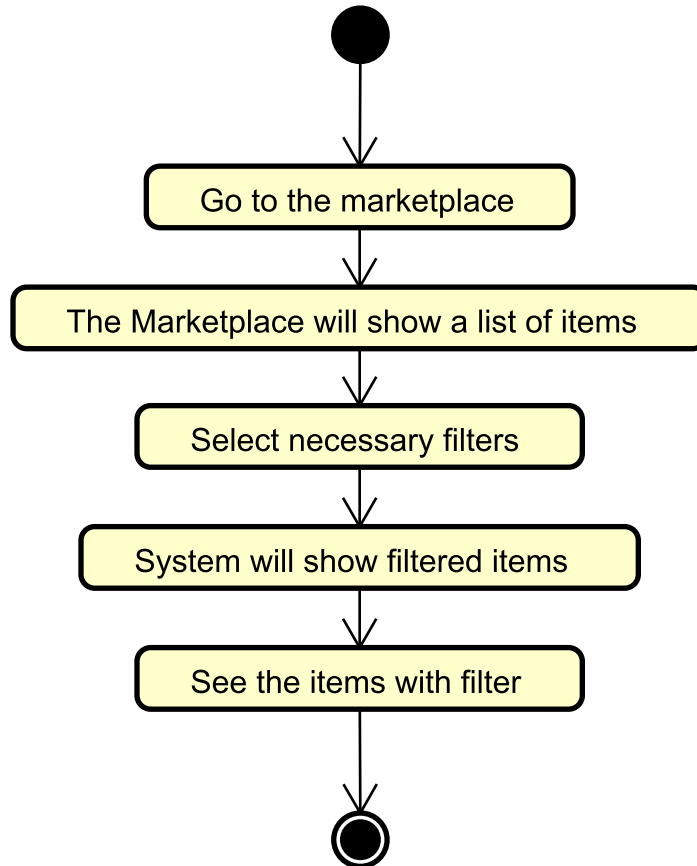 Go to the marketplace
The Marketplace will show a list of items
Select necessary filters
System will show filtered items
See the items with filter